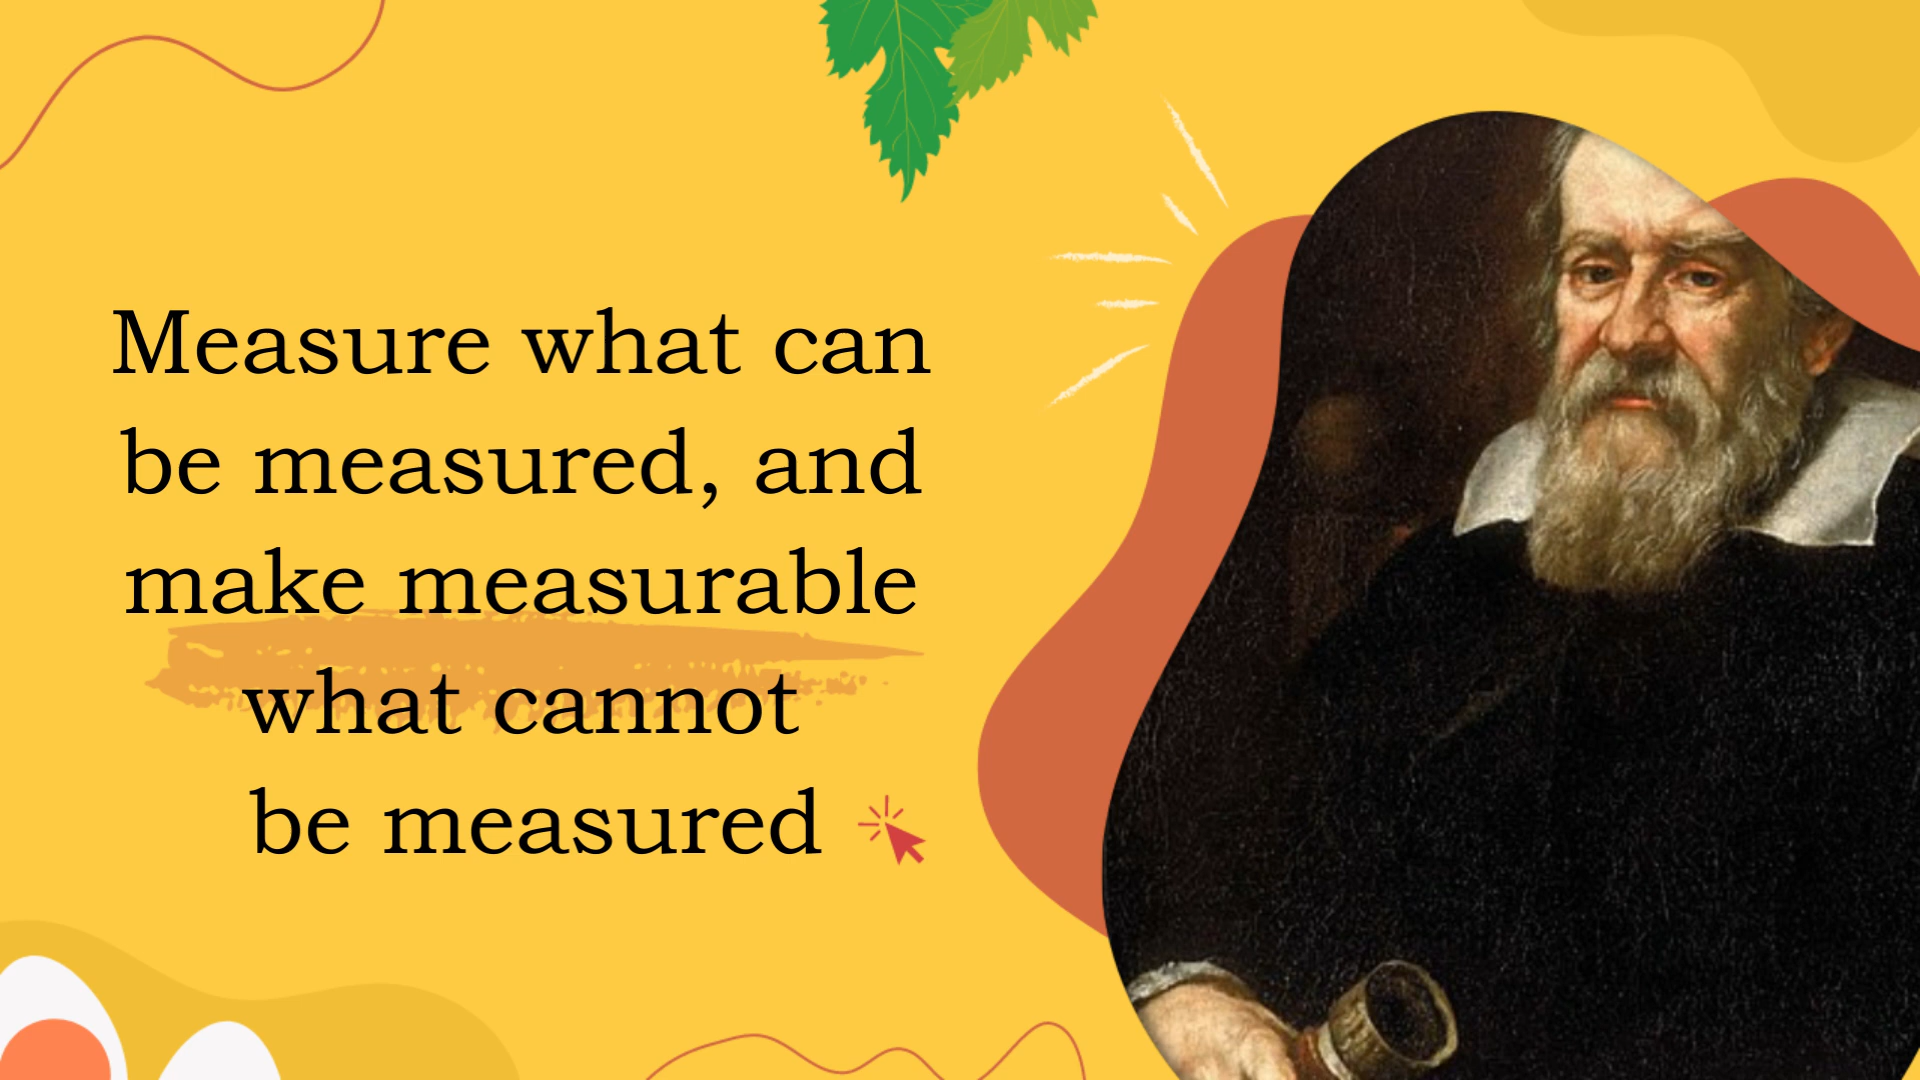 Measure what can
be measured, and
make measurable
what cannot
be measured